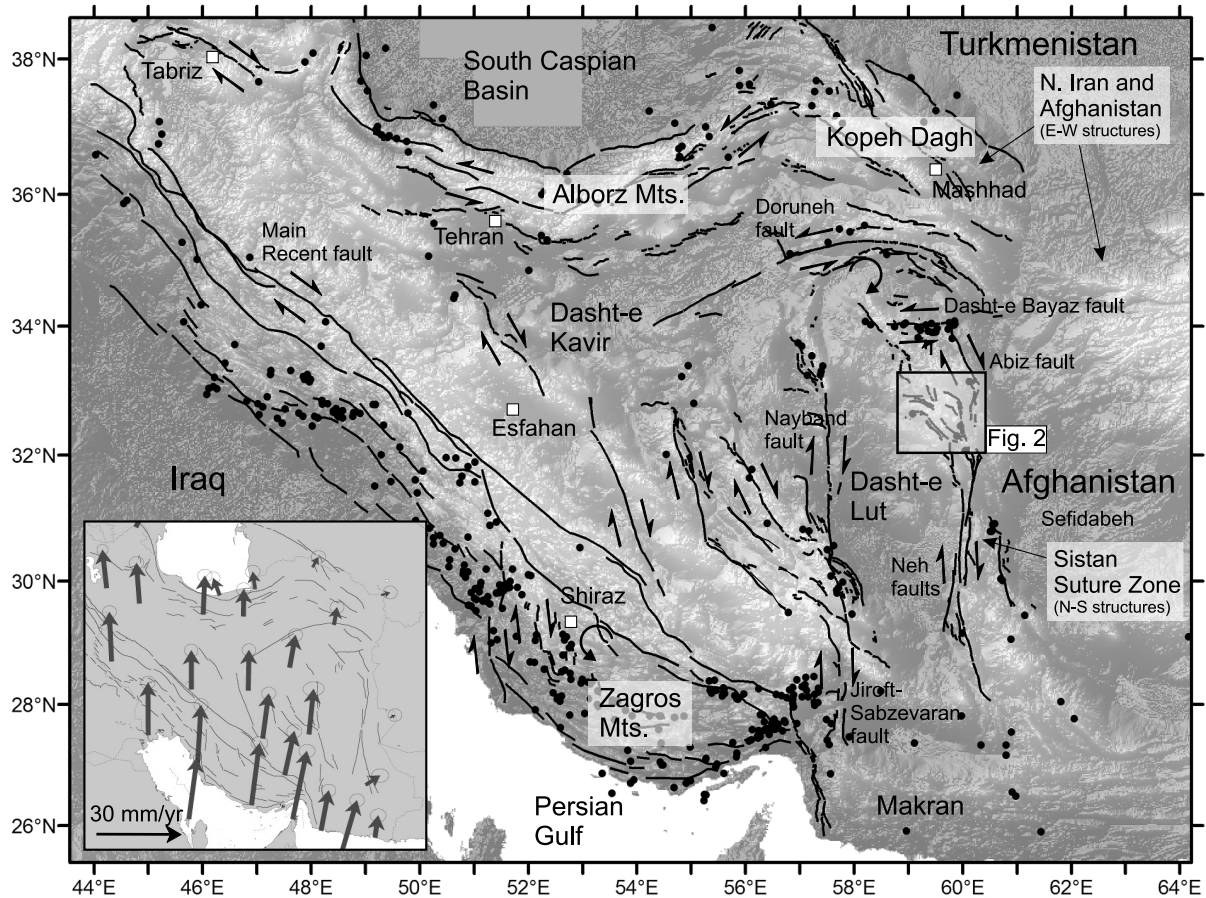 38°N
36°N
34°N
32°N
30°N
28°N
26°N
44°E
46°E
48°E
50°E
52°E
54°E
56°E
58°E
60°E
62°E
64°E
Tabriz
South Caspian
Basin
Turkmenistan
N. Iran and
Afghanistan
(E-W structures)
Kopeh Dagh
Mashhad
Alborz Mts.
Tehran
Doruneh
fault
Main
Recent fault
Dasht-e
Kavir
Dasht-e Bayaz fault
Abiz fault
Esfahan
Nayband
fault
Fig. 2
Iraq
Dasht-e
Lut
Afghanistan
Sefidabeh
Neh
faults
Sistan
Suture Zone
(N-S structures)
Shiraz
Zagros
Mts.
Jiroft-
Sabzevaran
fault
Persian
Gulf
Makran
30 mm/yr